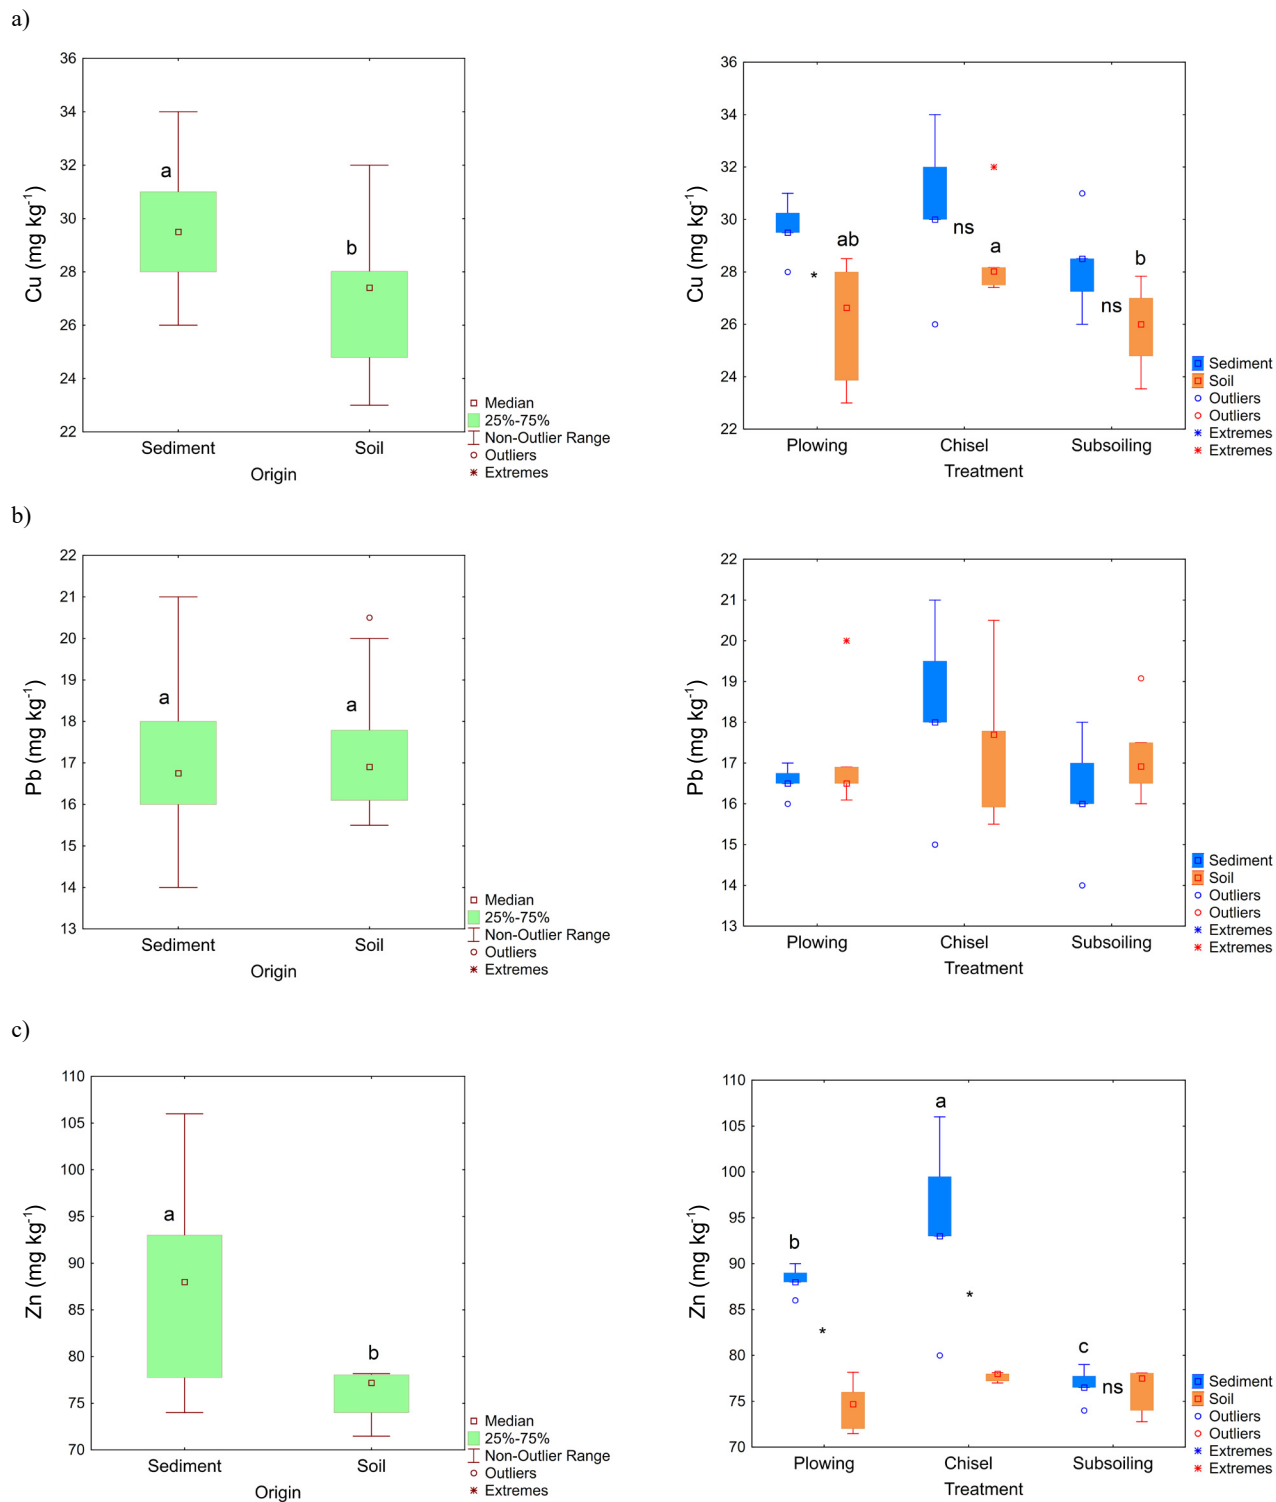 a)
36
34
32
30
28
26
24
22
Cu (mg kg-1)
a
b
Sediment
Soil
Origin
Median
25%-75%
Non-Outlier Range
Outliers
Extremes
36
34
32
30
28
26
24
22
Cu (mg kg-1)
*
ab
ns
a
ns
b
Plowing
Chisel
Subsoiling
Treatment
Sediment
Soil
Outliers
Outliers
Extremes
Extremes
b)
22
21
20
19
18
17
16
15
14
13
Pb (mg kg-1)
a
a
Sediment
Soil
Origin
Median
25%-75%
Non-Outlier Range
Outliers
Extremes
22
21
20
19
18
17
16
15
14
13
Pb (mg kg-1)
Plowing
Chisel
Subsoiling
Treatment
Sediment
Soil
Outliers
Outliers
Extremes
Extremes
c)
110
105
100
95
90
85
80
75
70
Zn (mg kg-1)
a
b
Sediment
Soil
Origin
Median
25%-75%
Non-Outlier Range
Outliers
Extremes
110
105
100
95
90
85
80
75
70
Zn (mg kg-1)
b
*
a
*
c
ns
Plowing
Chisel
Subsoiling
Treatment
Sediment
Soil
Outliers
Outliers
Extremes
Extremes